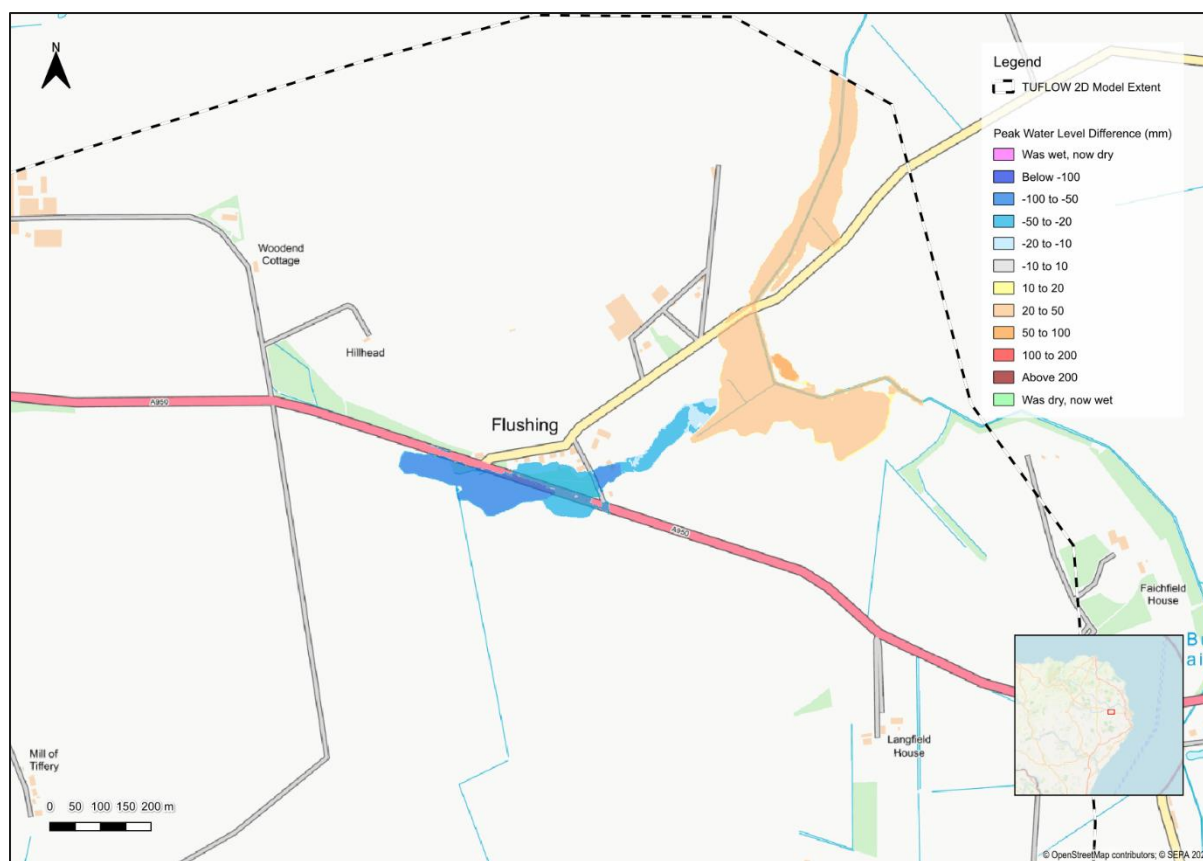 N
Legend
TUFLOW 2D Model Extent
Peak Water Level Difference (mm)
Was wet, now dry
Below -100
-100 to -50
-50 to -20
-20 to -10
-10 to 10
10 to 20
20 to 50
50 to 100
100 to 200
Above 200
Was dry, now wet
Woodend
Cottage
Hillhead
A950
Flushing
A950
Faichfield
House
Langfield
House
Mill of
Tiffery
0 50 100 150 200 m
© OpenStreetMap contributors; © SEPA